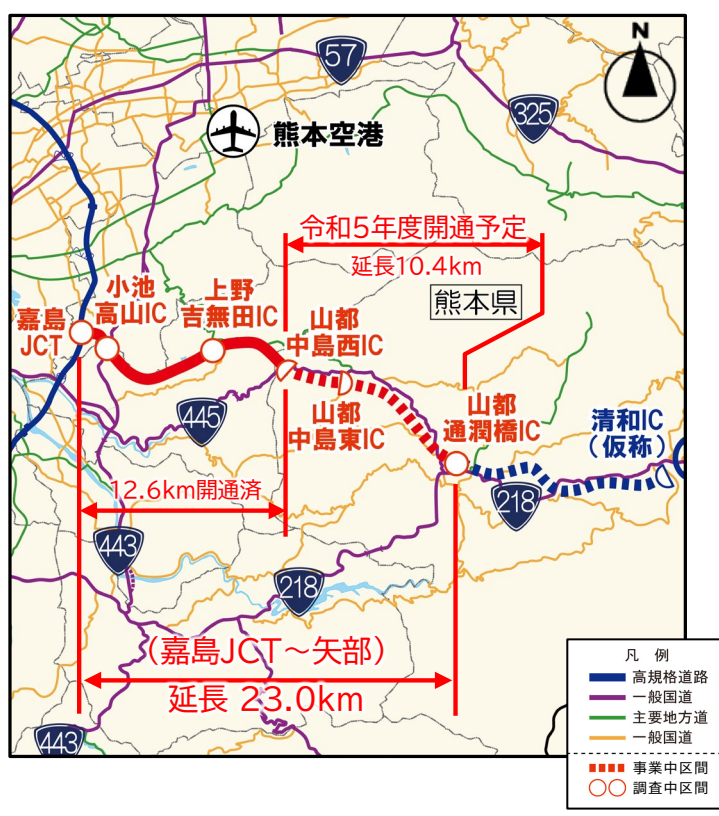 N
57
325
熊本空港
令和5年度開通予定
延長10.4km
熊本県
小池
高山IC
上野
吉無田IC
嘉島
JCT
山都
中島西IC
山都
中島東IC
山都
通潤橋IC
清和IC
（仮称）
445
12.6km開通済
218
443
218
（嘉島JCT～矢部）
延長 23.0km
443
凡 例
高規格道路
一般国道
主要地方道
一般国道
事業中区間
調査中区間